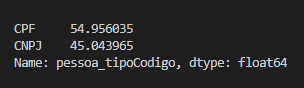 CPF     54.956035
CNPJ    45.043965
Name: pessoa_tipoCodigo, dtype: float64